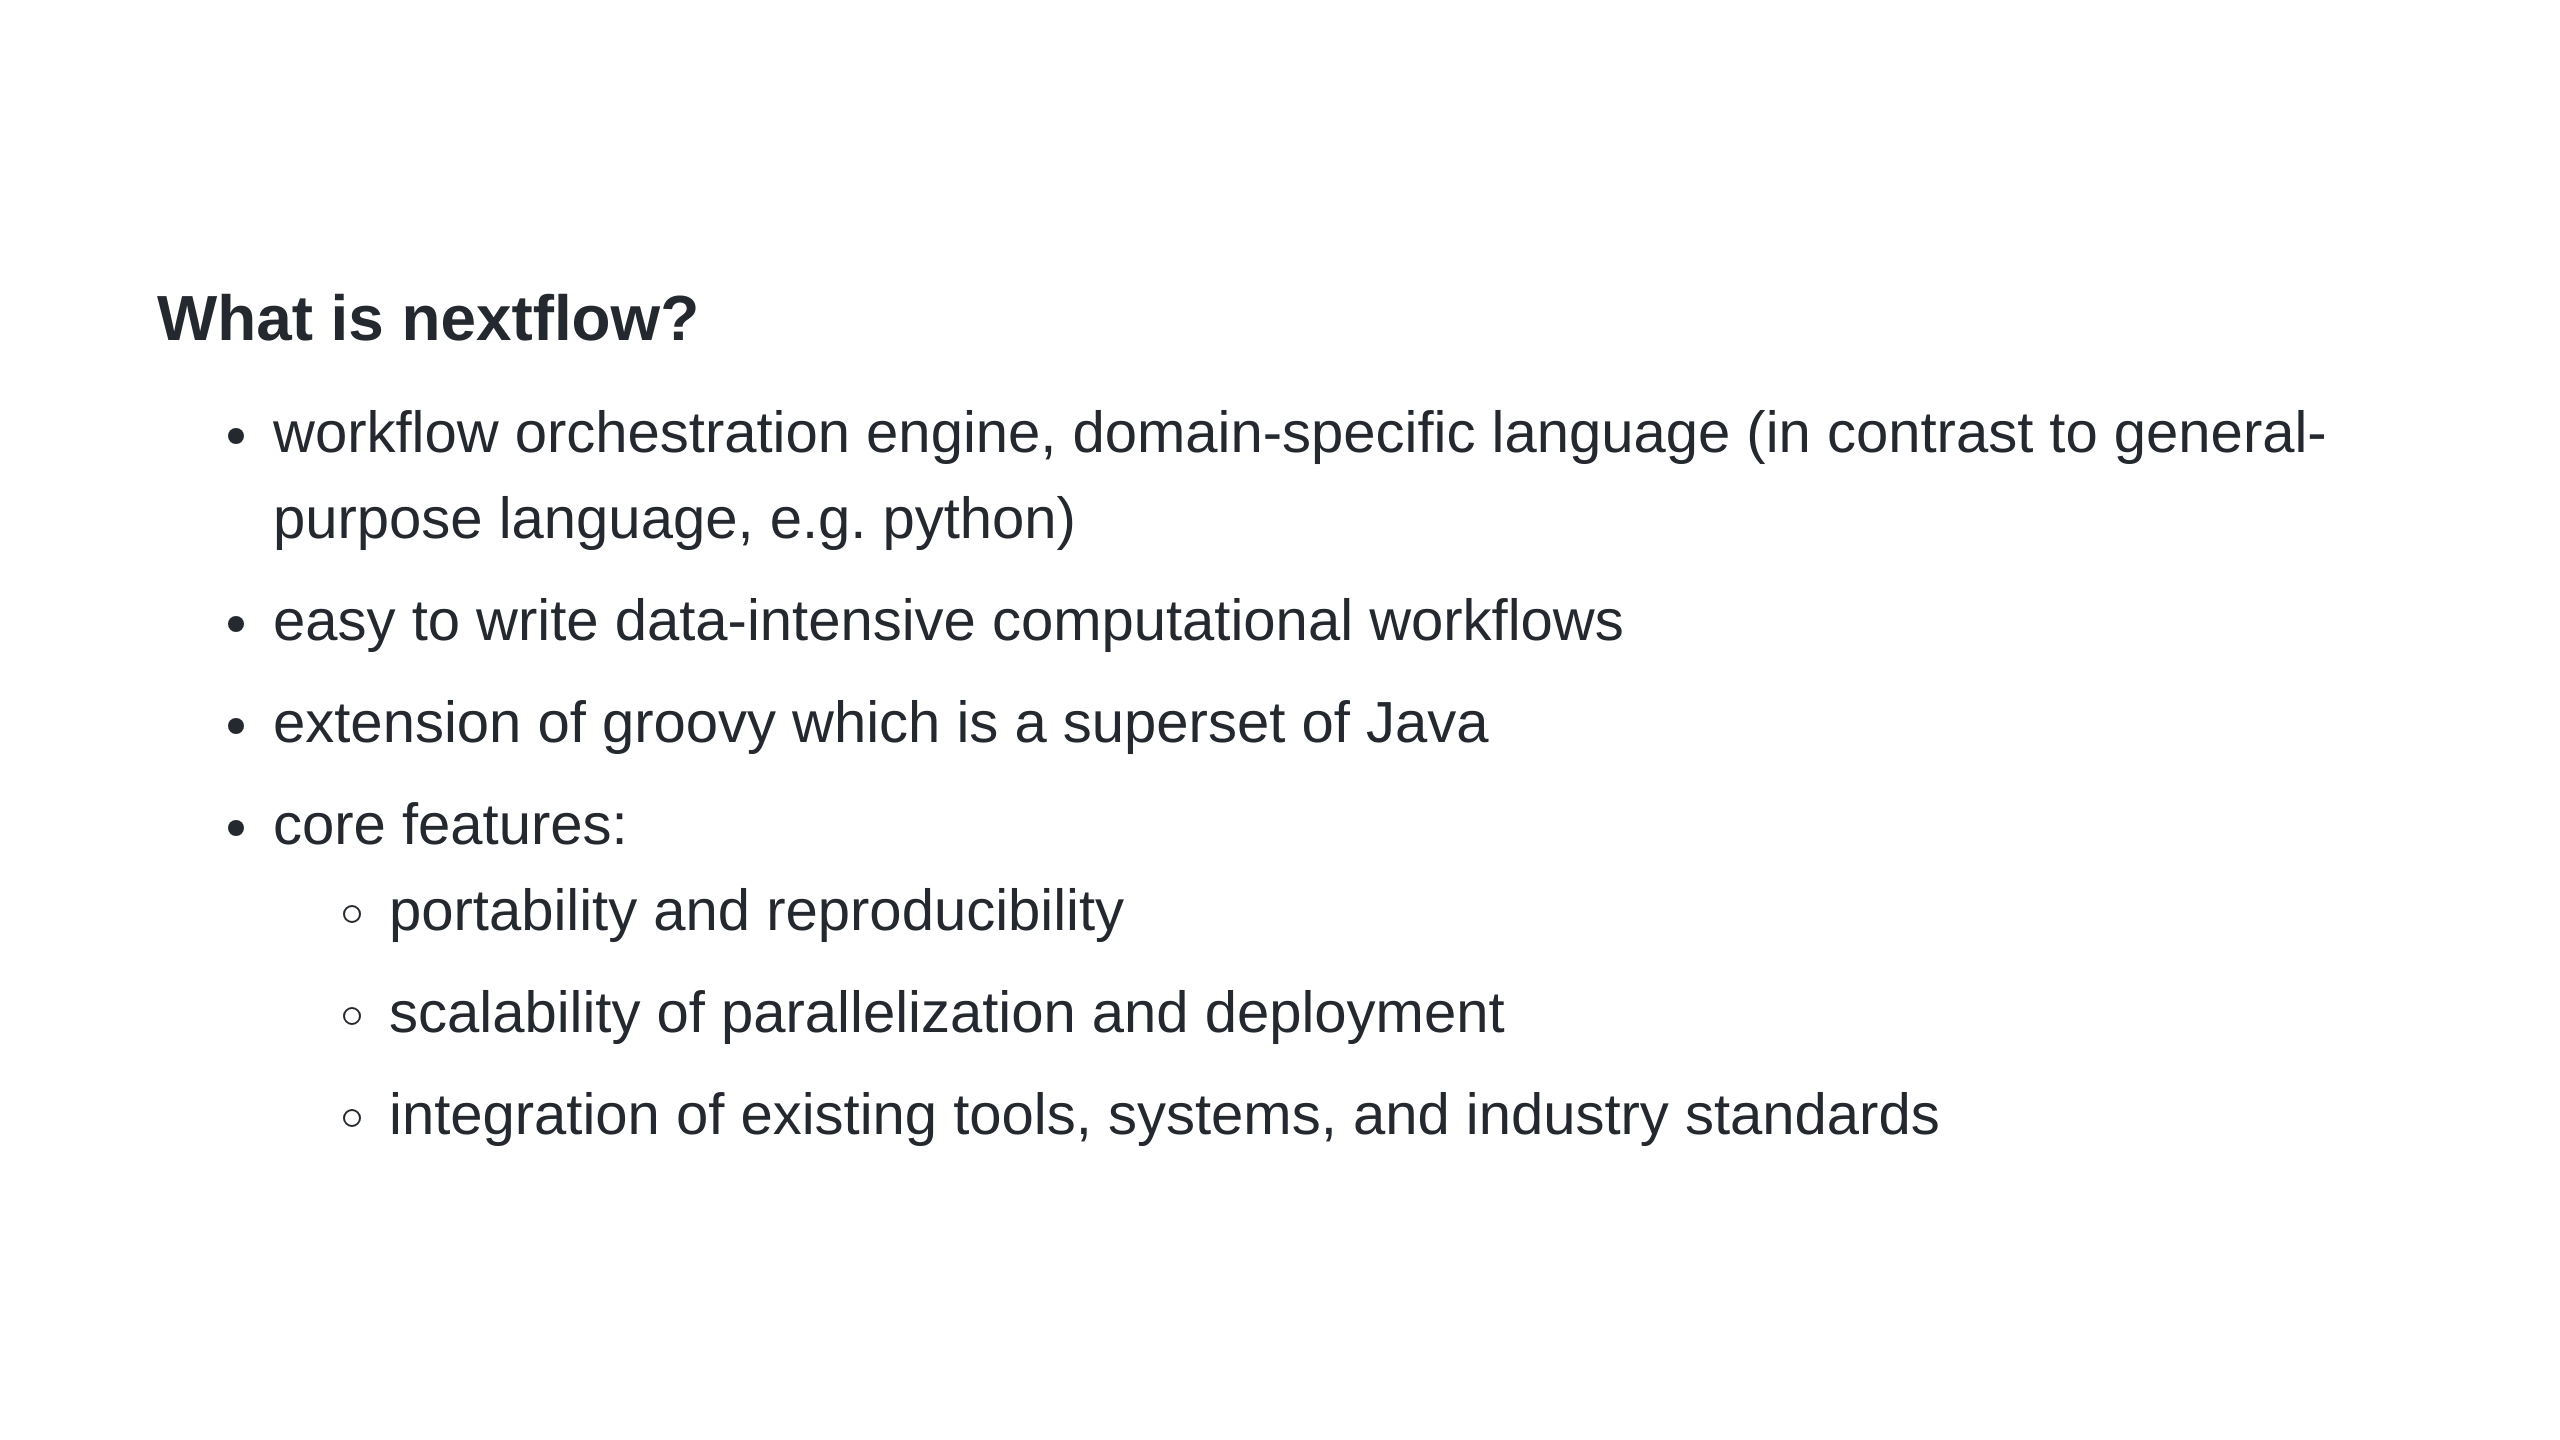 What is nextflow?
workflow orchestration engine, domain-specific language (in contrast to general-
purpose language, e.g. python)
easy to write data-intensive computational workflows
extension of groovy which is a superset of Java
core features:
portability and reproducibility
scalability of parallelization and deployment
integration of existing tools, systems, and industry standards